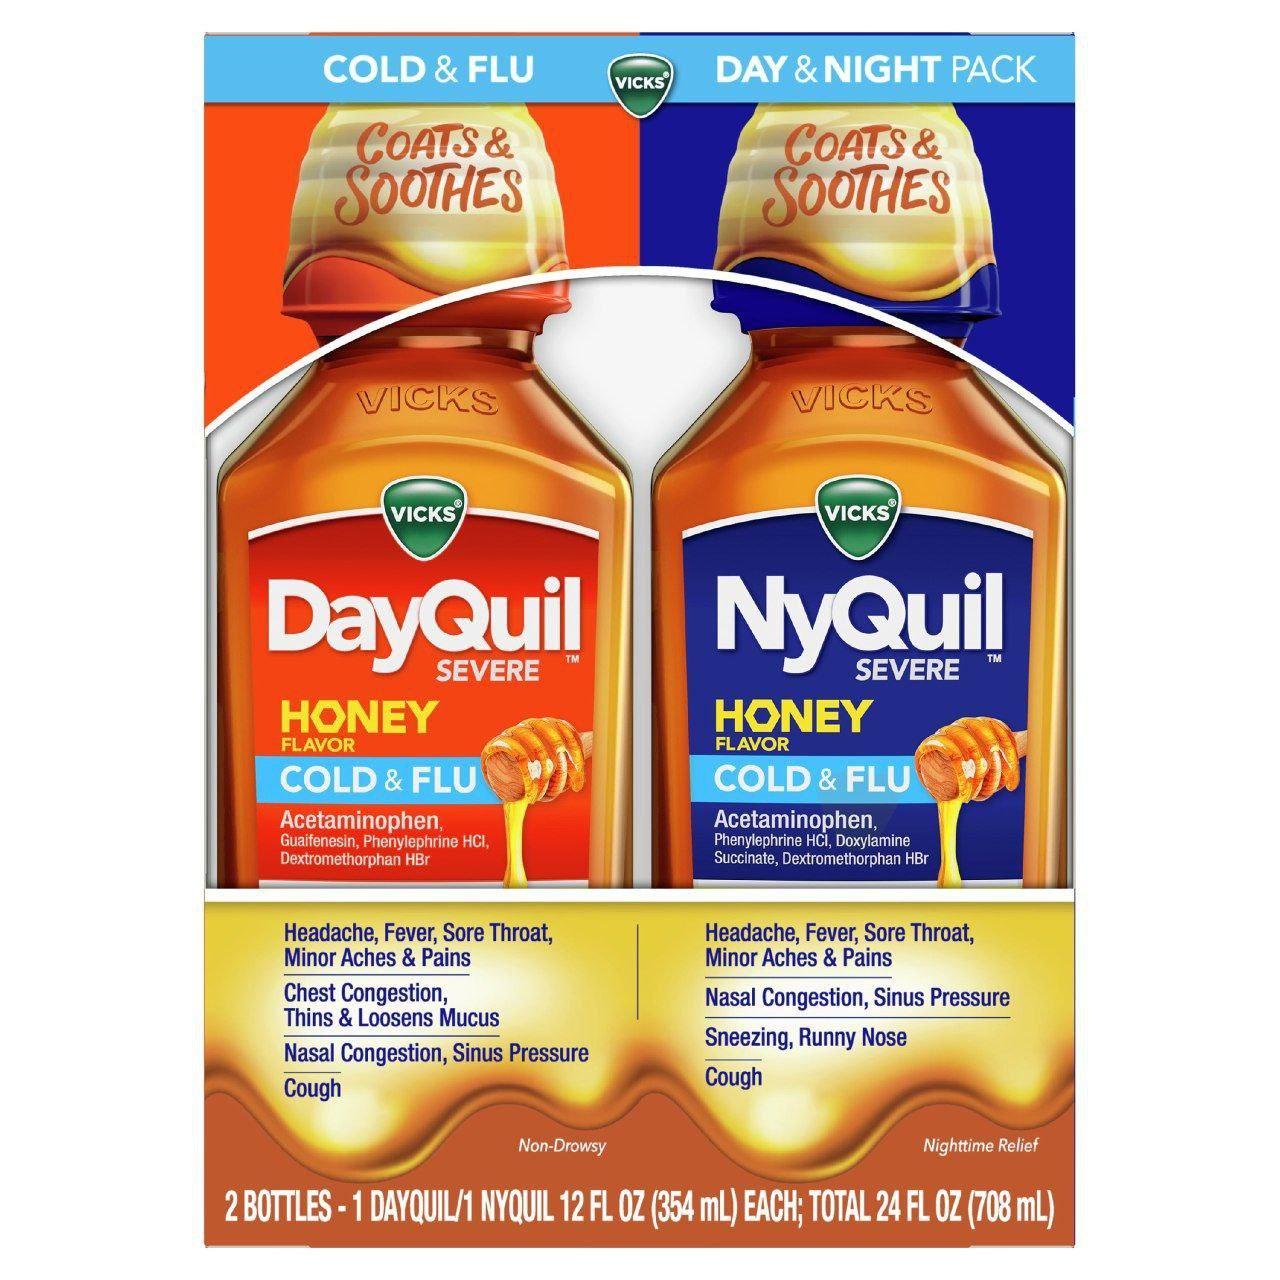 COLD & FLU
VICKS®
DAY & NIGHT PACK
COATS &
SOOTHES
COATS &
SOOTHES
VICKS
VICKS
VICKS®
DayQuil™
SEVERE
HONEY
FLAVOR
COLD & FLU
Acetaminophen,
Guaifenesin, Phenylephrine HCl,
Dextromethorphan HBr
VICKS®
NyQuil™
SEVERE
HONEY
FLAVOR
COLD & FLU
Acetaminophen,
Phenylephrine HCl, Doxylamine
Succinate, Dextromethorphan HBr
Headache, Fever, Sore Throat,
Minor Aches & Pains
Chest Congestion,
Thins & Loosens Mucus
Nasal Congestion, Sinus Pressure
Cough
Non-Drowsy
Headache, Fever, Sore Throat,
Minor Aches & Pains
Nasal Congestion, Sinus Pressure
Sneezing, Runny Nose
Cough
Nighttime Relief
2 BOTTLES - 1 DAYQUIL/1 NYQUIL 12 FL OZ (354 mL) EACH; TOTAL 24 FL OZ (708 mL)